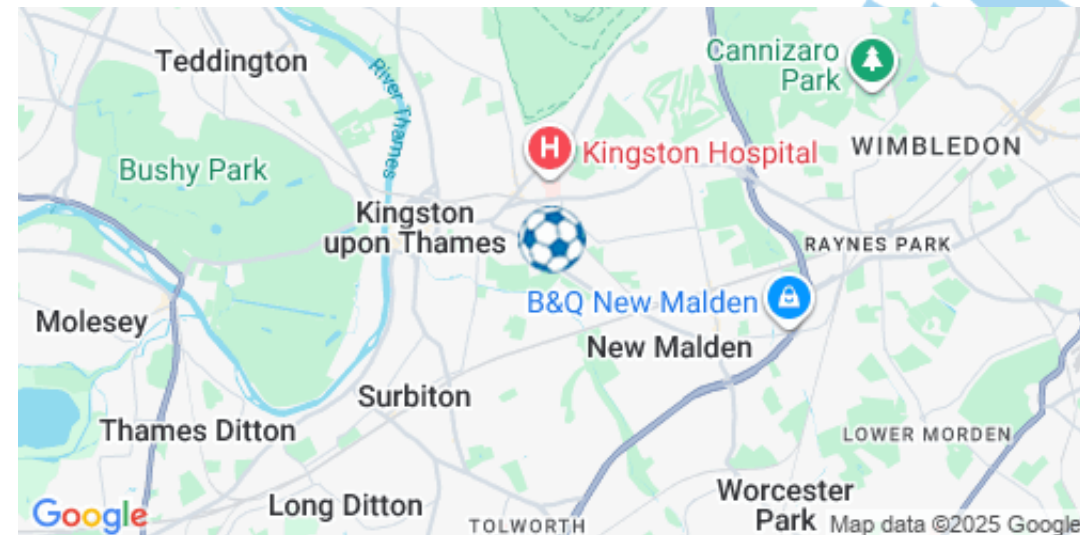 Teddington
River Thames
Cannizaro
Park
Bushy Park
H
Kingston Hospital
WIMBLEDON
Kingston
upon Thames
RAYNES PARK
B&Q New Malden
Molesey
New Malden
Surbiton
Thames Ditton
LOWER MORDEN
Worcester
Park
Long Ditton
TOLWORTH
Google
Map data ©2025 Google